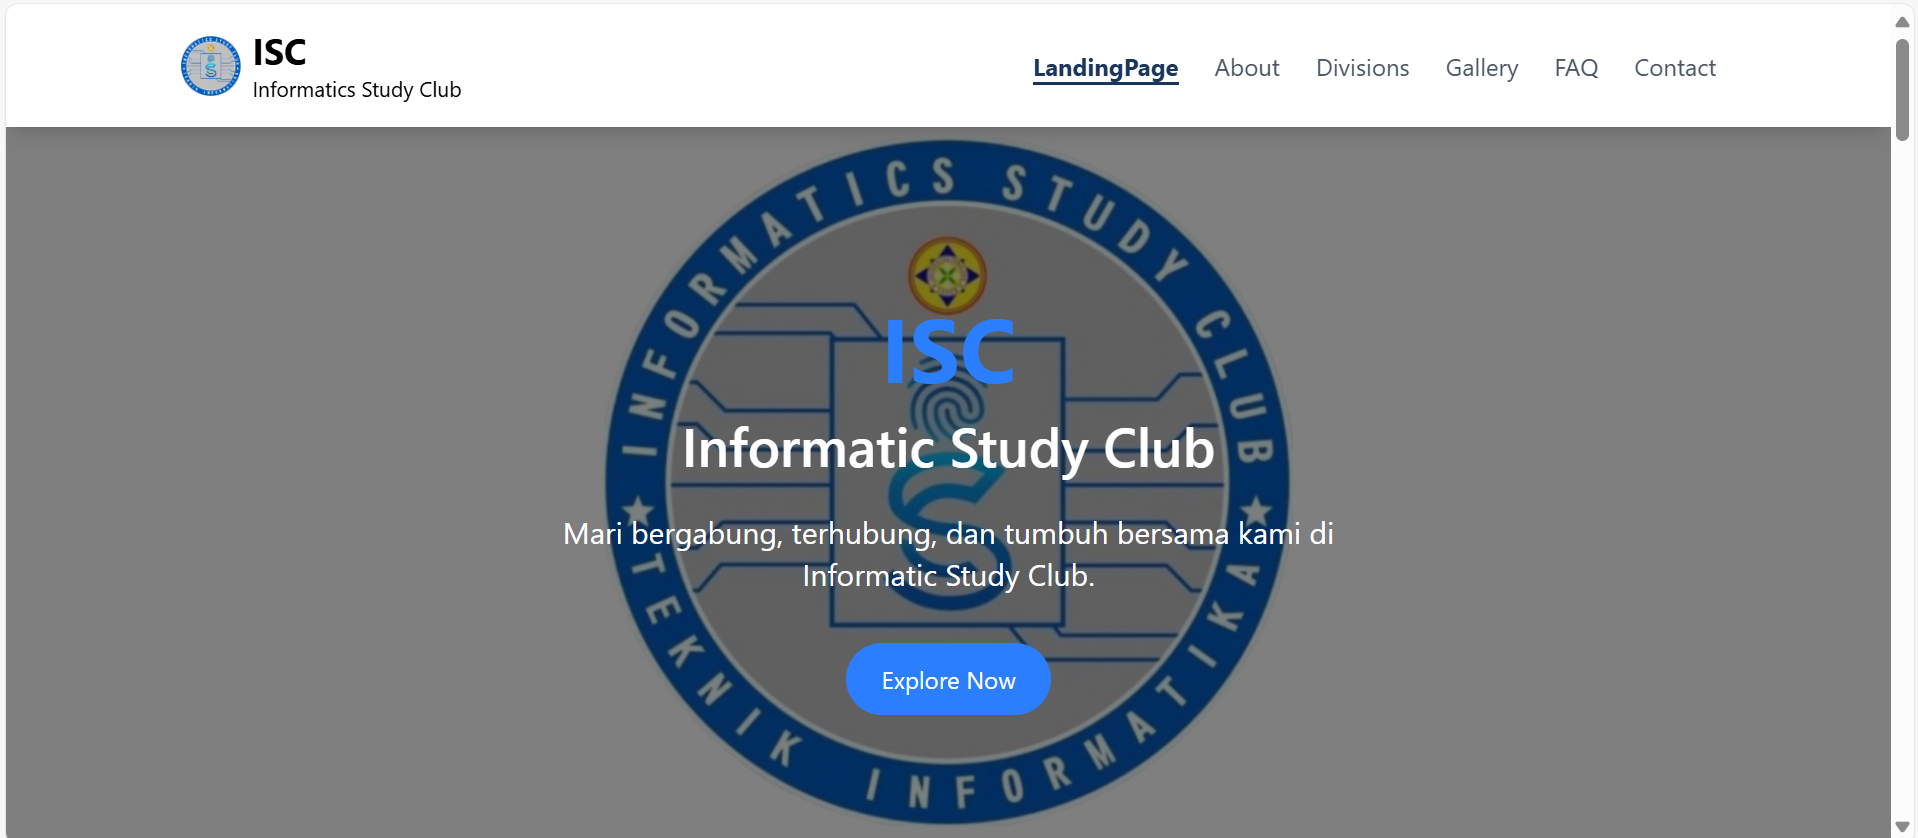 ISC
Informatics Study Club
LandingPage About Divisions Gallery FAQ Contact
INFORMATICS STUDY CLUB
ISC
Informatic Study Club
Mari bergabung, terhubung, dan tumbuh bersama kami di
Informatic Study Club.
Explore Now
TEKNIK INFORMATIKA